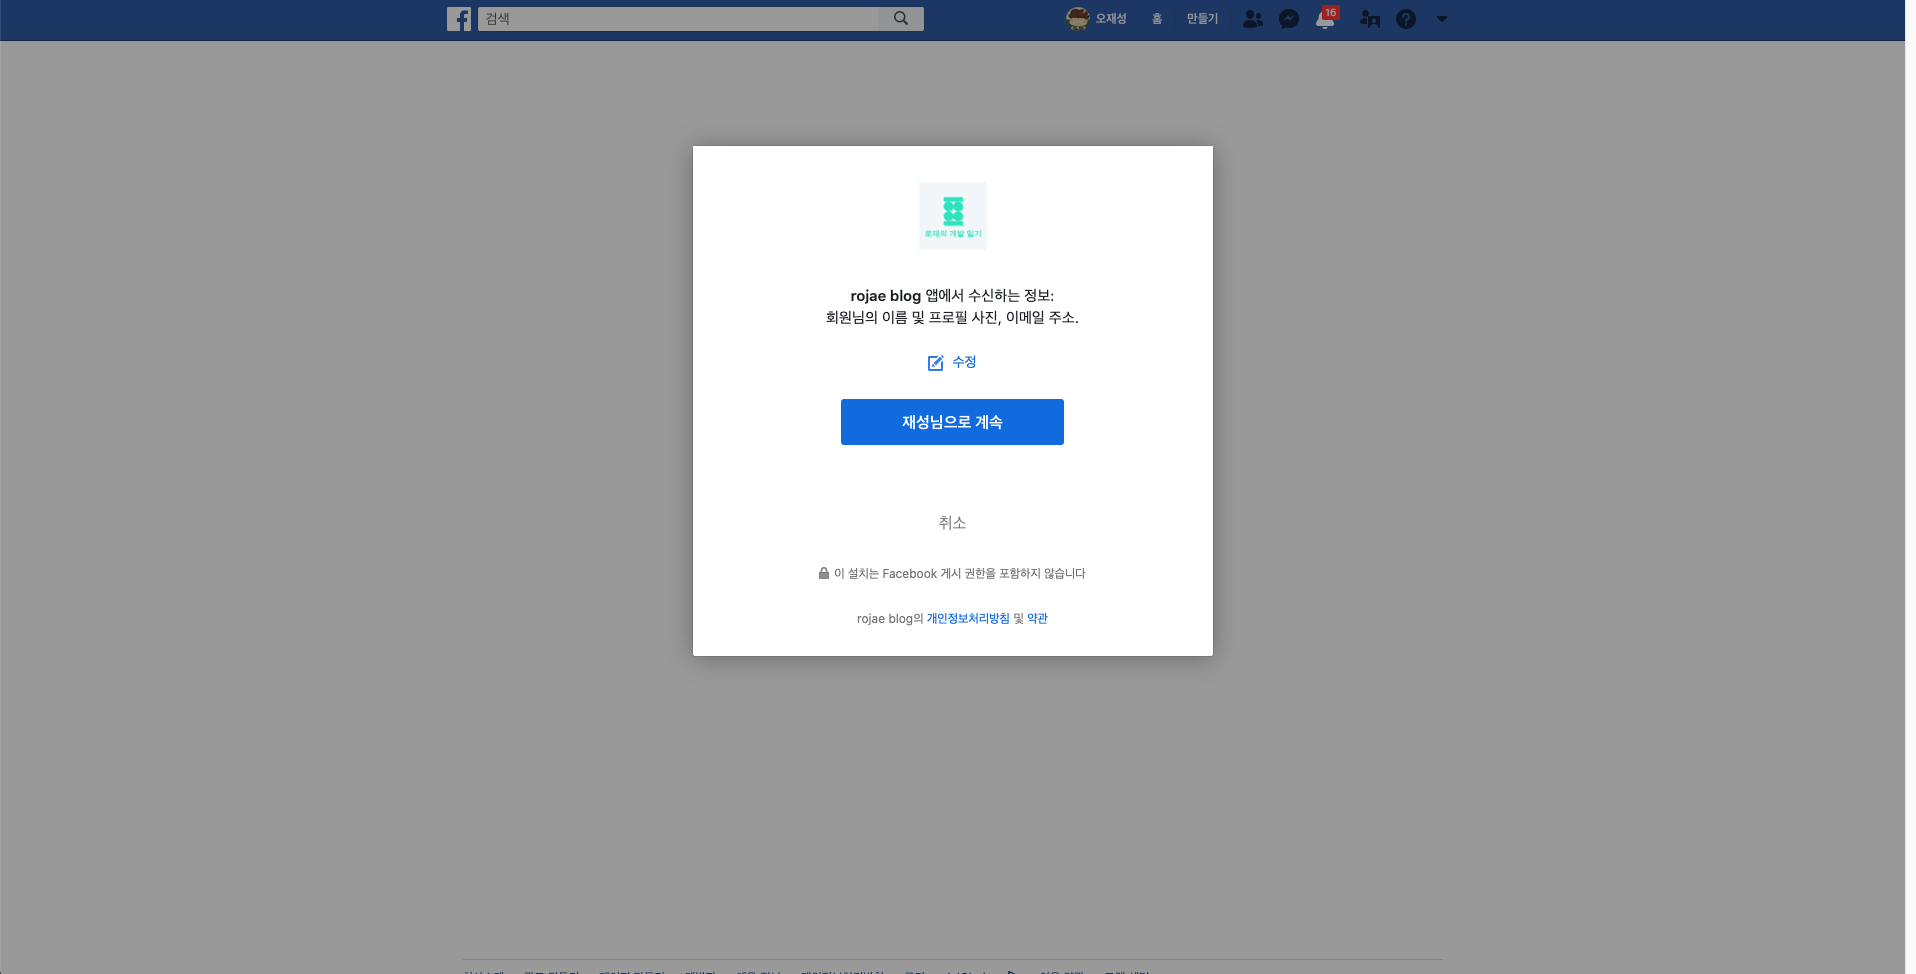 검색
오재성
홈
만들기
16
로재의 개발 일기
rojae blog 앱에서 수신하는 정보:
회원님의 이름 및 프로필 사진, 이메일 주소.
수정
재성님으로 계속
취소
이 설치는 Facebook 게시 권한을 포함하지 않습니다
rojae blog의 개인정보처리방침 및 약관